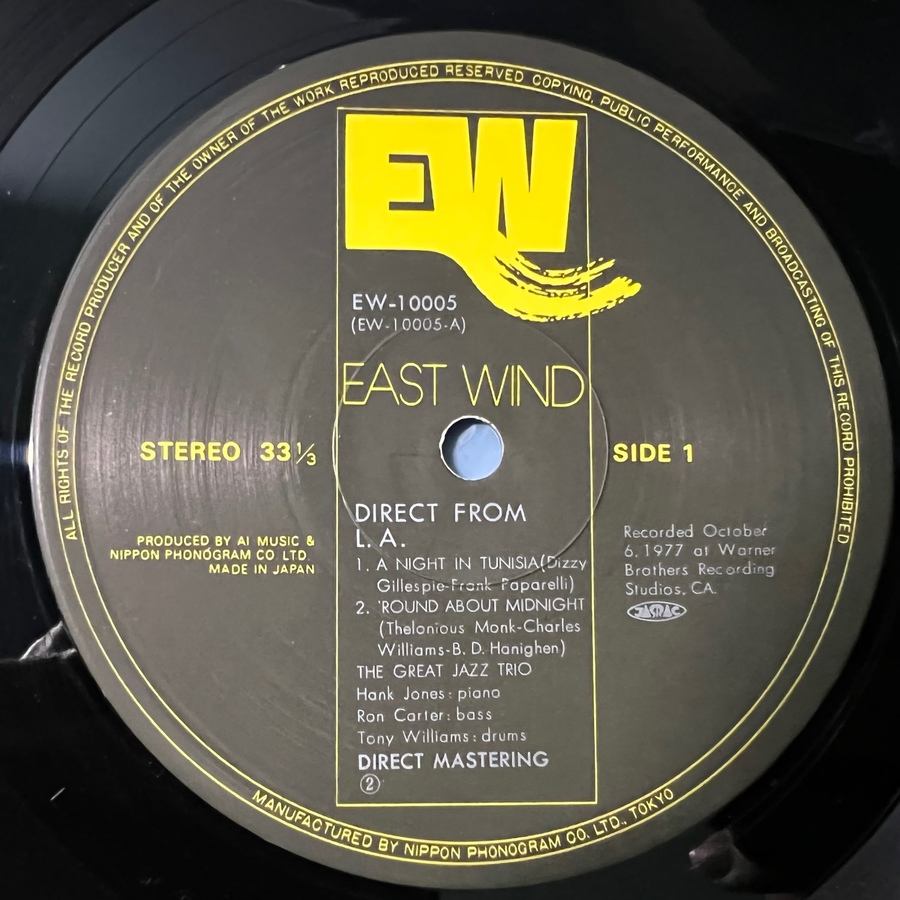 ALL RIGHTS OF THE RECORD PRODUCER AND OF THE OWNER OF THE WORK REPRODUCED RESERVED COPYING, PUBLIC PERFORMANCE AND BROADCASTING OF THIS RECORD PROHIBITED
EW
EW-10005
(EW-10005-A)
EAST WIND
STEREO 33⅓
SIDE 1
PRODUCED BY AI MUSIC &
NIPPON PHONOGRAM CO. LTD.
MADE IN JAPAN
DIRECT FROM
L. A.
1. A NIGHT IN TUNISIA(Dizzy
Gillespie-Frank Paparelli)
2. 'ROUND ABOUT MIDNIGHT
(Thelonious Monk-Charles
Williams-B. D. Hanighen)
THE GREAT JAZZ TRIO
Hank Jones : piano
Ron Carter : bass
Tony Williams : drums
DIRECT MASTERING
②
Recorded October
6, 1977 at Warner
Brothers Recording
Studios, CA.
JASRAC
MANUFACTURED BY NIPPON PHONOGRAM CO. LTD., TOKYO